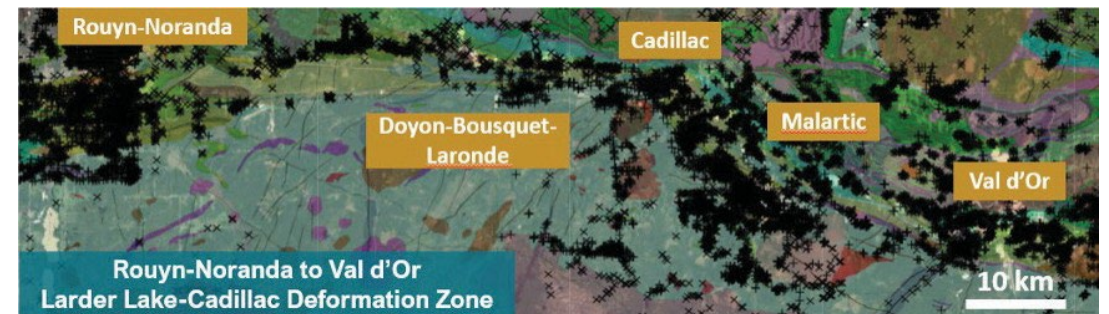 Rouyn-Noranda
Cadillac
Doyon-Bousquet-
Laronde
Malartic
Val d'Or
Rouyn-Noranda to Val d'Or
Larder Lake-Cadillac Deformation Zone
10 km